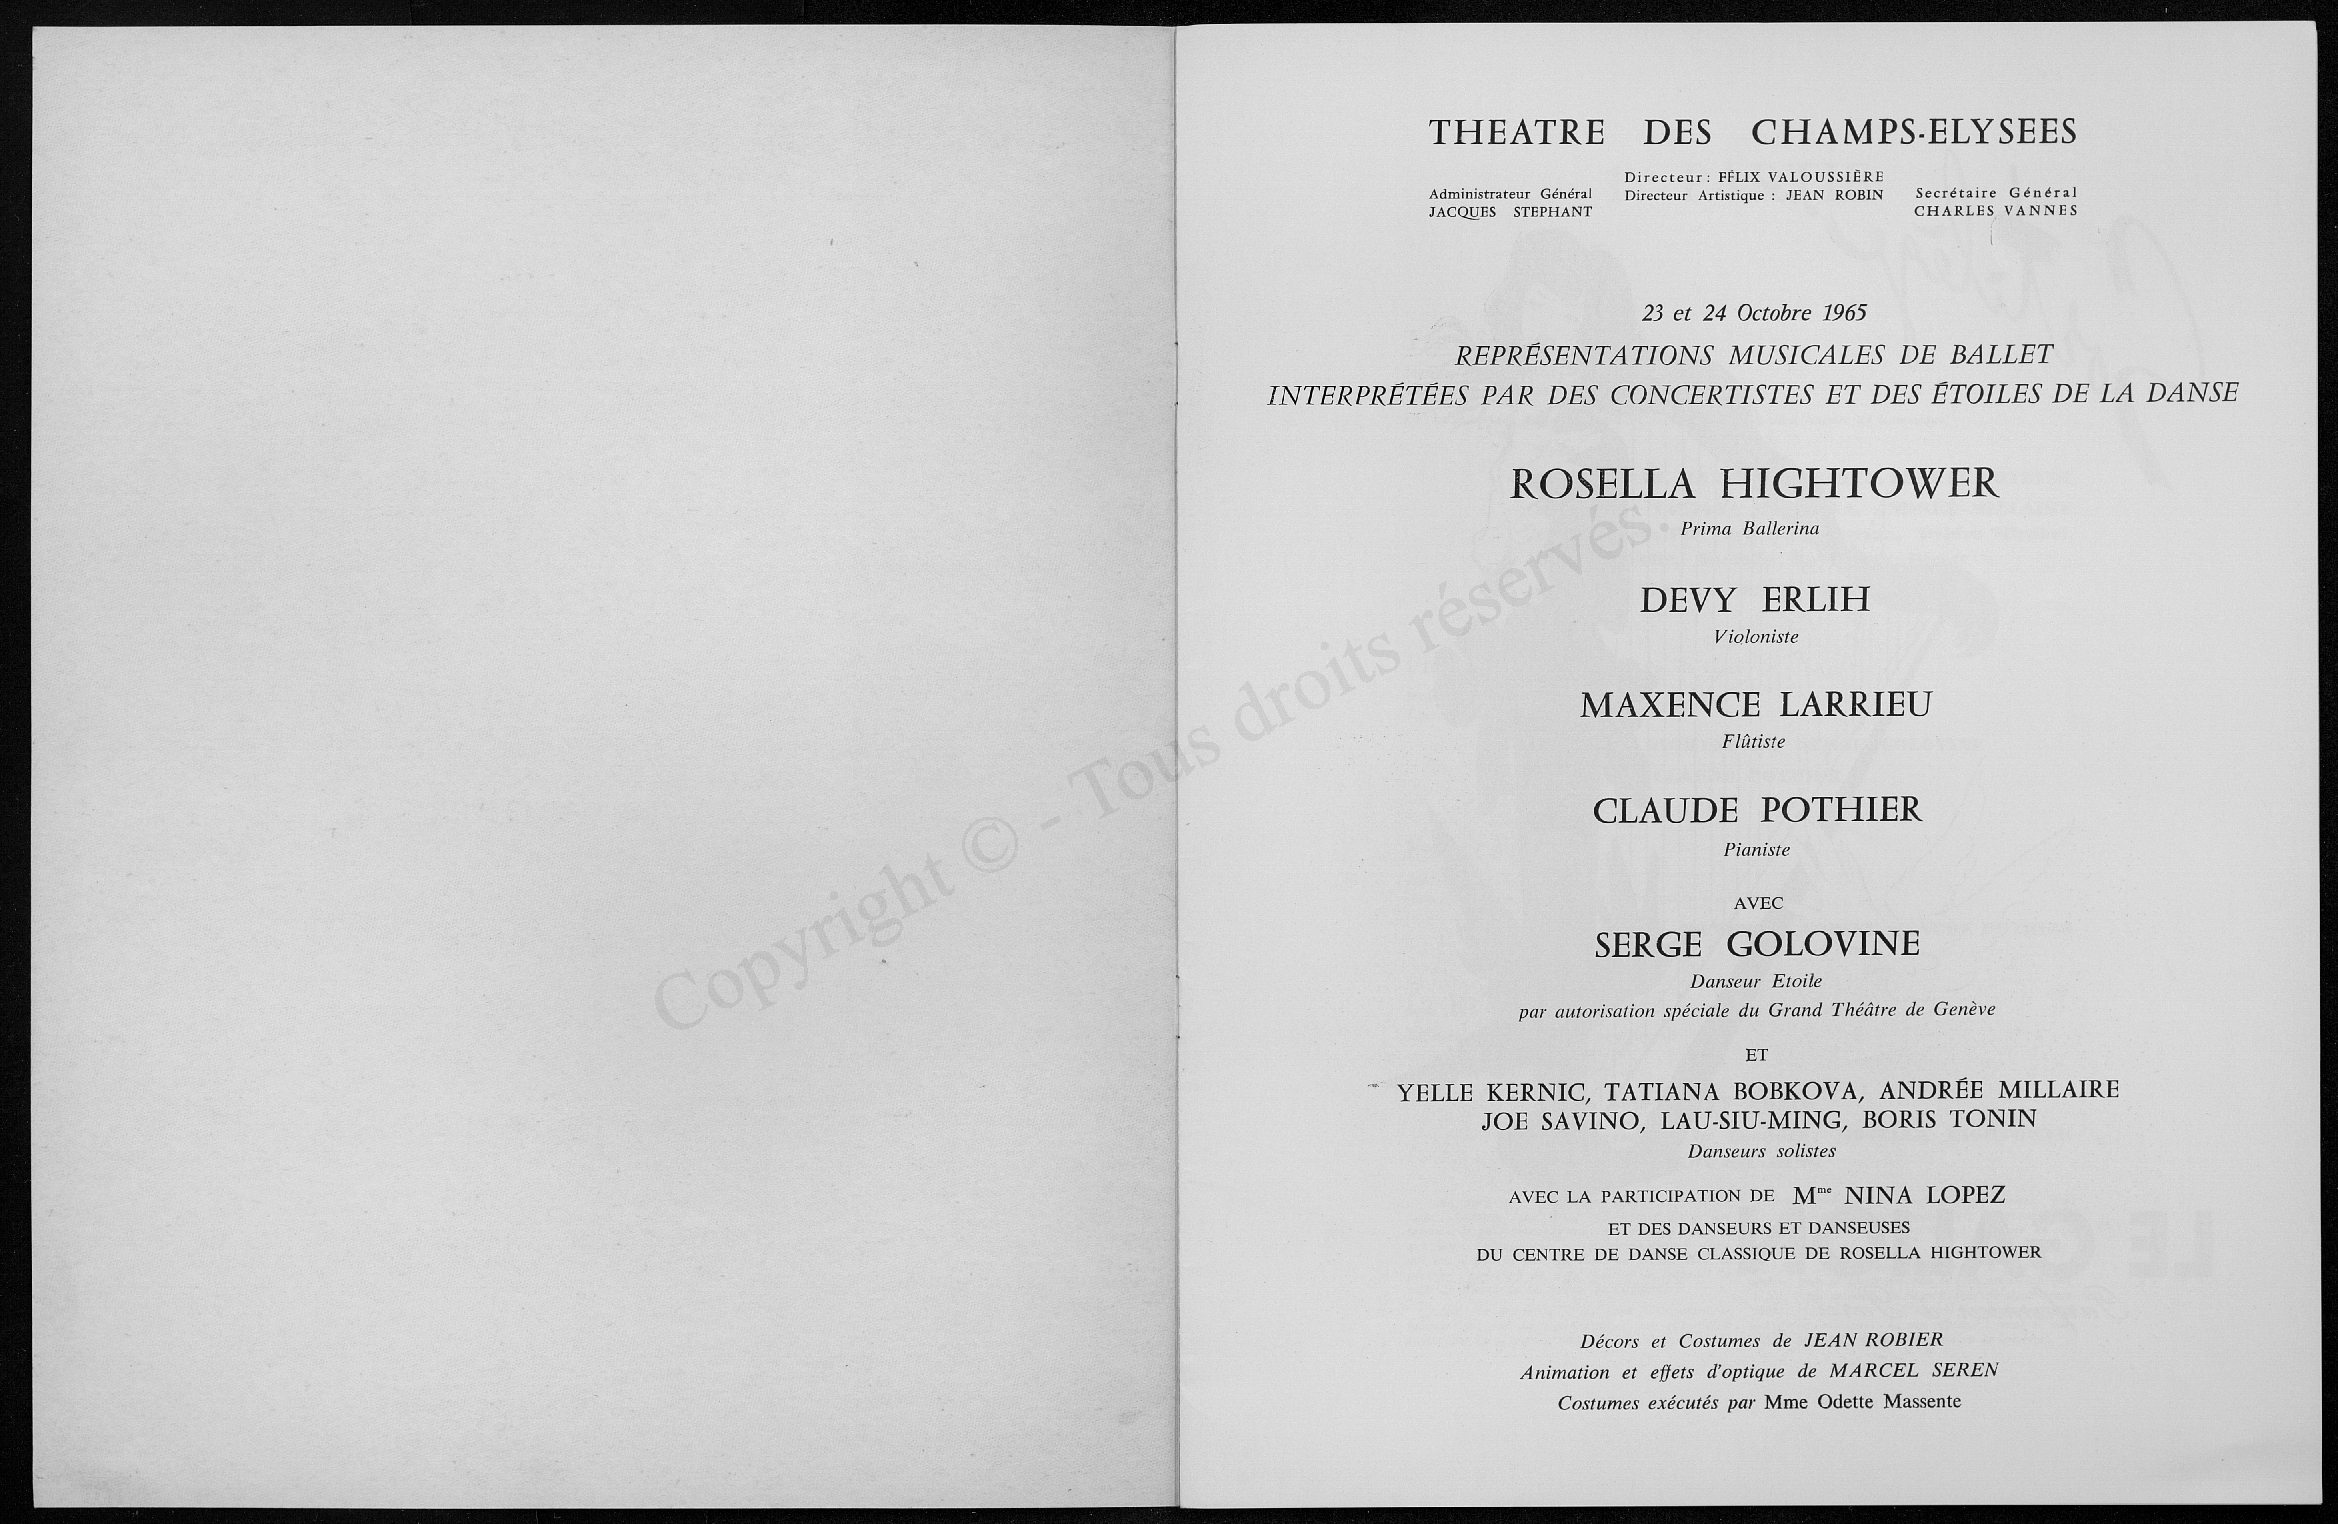 THEATRE DES CHAMPS-ELYSEES
Directeur : FÉLIX VALOUSSIÈRE
Administrateur Général
Directeur Artistique : JEAN ROBIN
Secrétaire Général
JACQUES STEPHANT
CHARLES VANNES
23 et 24 Octobre 1965
REPRÉSENTATIONS MUSICALES DE BALLET
INTERPRÉTÉES PAR DES CONCERTISTES ET DES ÉTOILES DE LA DANSE
ROSELLA HIGHTOWER
Prima Ballerina
DEVY ERLIH
Violoniste
MAXENCE LARRIEU
Flûtiste
CLAUDE POTHIER
Pianiste
AVEC
SERGE GOLOVINE
Danseur Etoile
par autorisation spéciale du Grand Théâtre de Genève
ET
YELLE KERNIC, TATIANA BOBKOVA, ANDRÉE MILLAIRE
JOE SAVINO, LAU-SIU-MING, BORIS TONIN
Danseurs solistes
AVEC LA PARTICIPATION DE Mme NINA LOPEZ
ET DES DANSEURS ET DANSEUSES
DU CENTRE DE DANSE CLASSIQUE DE ROSELLA HIGHTOWER
Décors et Costumes de JEAN ROBIER
Animation et effets d'optique de MARCEL SEREN
Costumes exécutés par Mme Odette Massente
Copyright © - Tous droits réservés.